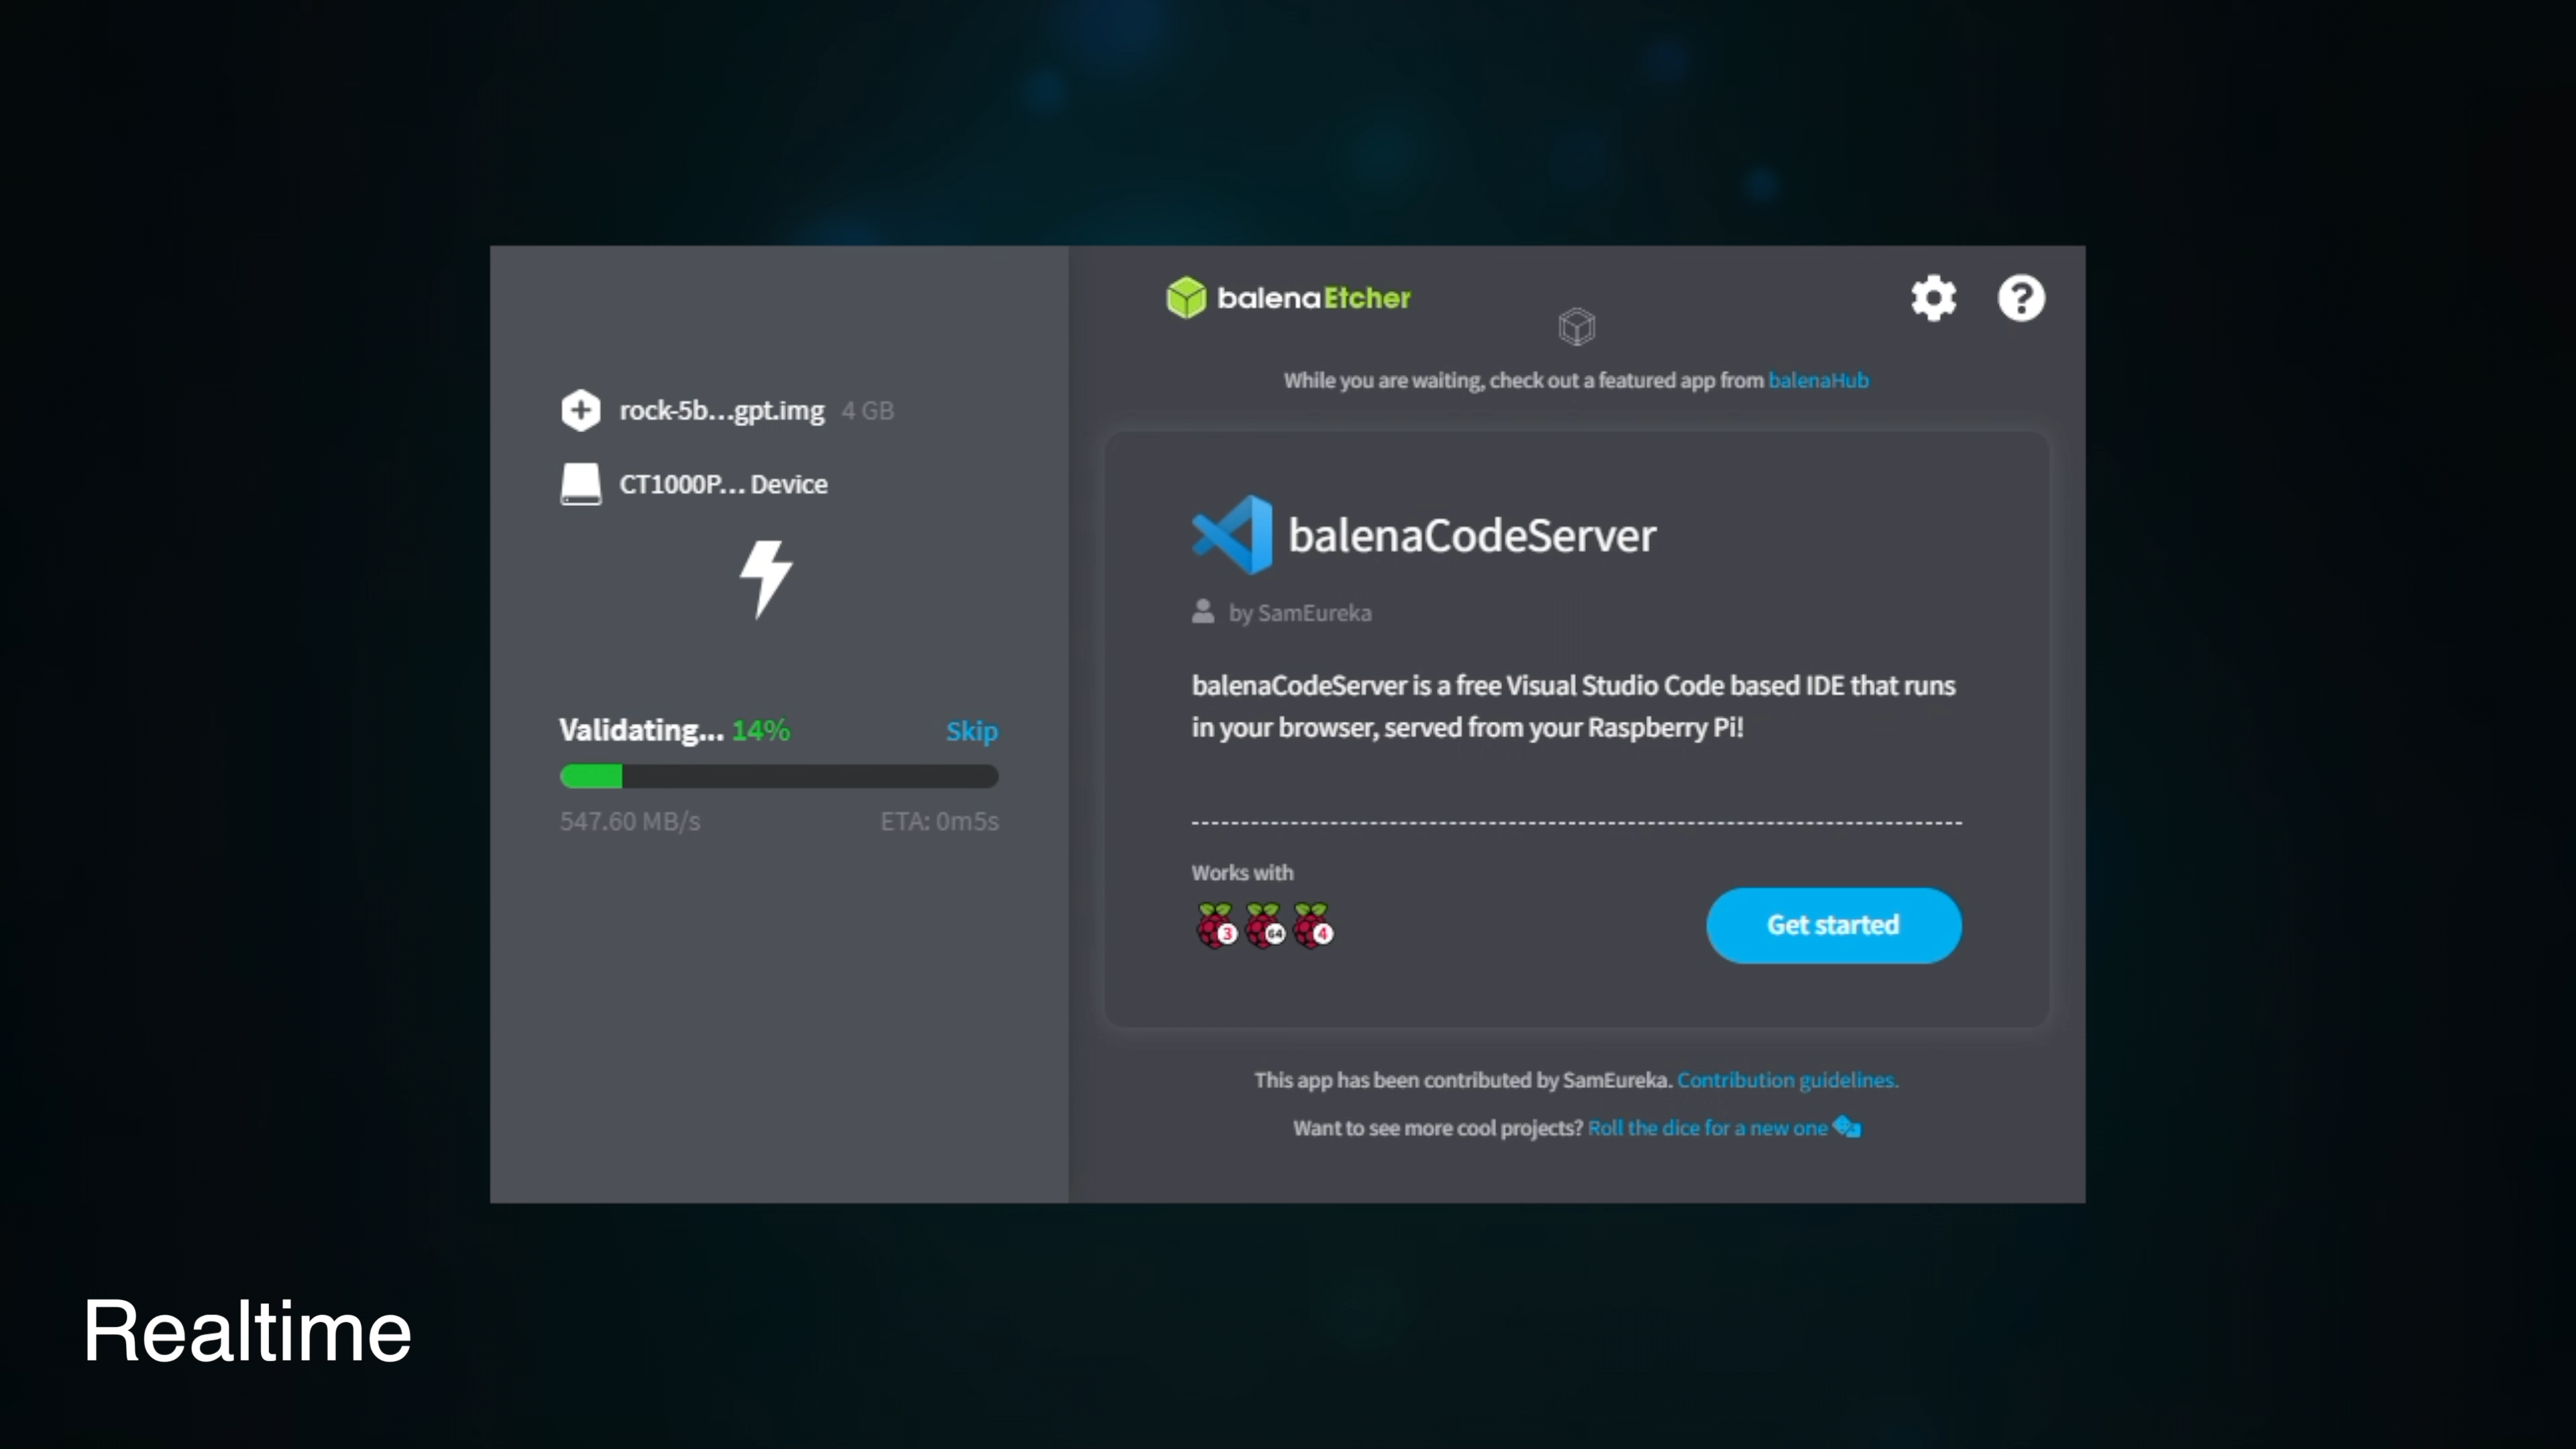 balenaEtcher
While you are waiting, check out a featured app from balenaHub
rock-5b...gpt.img 4 GB
CT1000P... Device
Validating... 14% Skip
547.60 MB/s ETA: 0m5s
balenaCodeServer
by SamEureka
balenaCodeServer is a free Visual Studio Code based IDE that runs
in your browser, served from your Raspberry Pi!
Works with
3 64 4
Get started
This app has been contributed by SamEureka. Contribution guidelines.
Want to see more cool projects? Roll the dice for a new one
Realtime